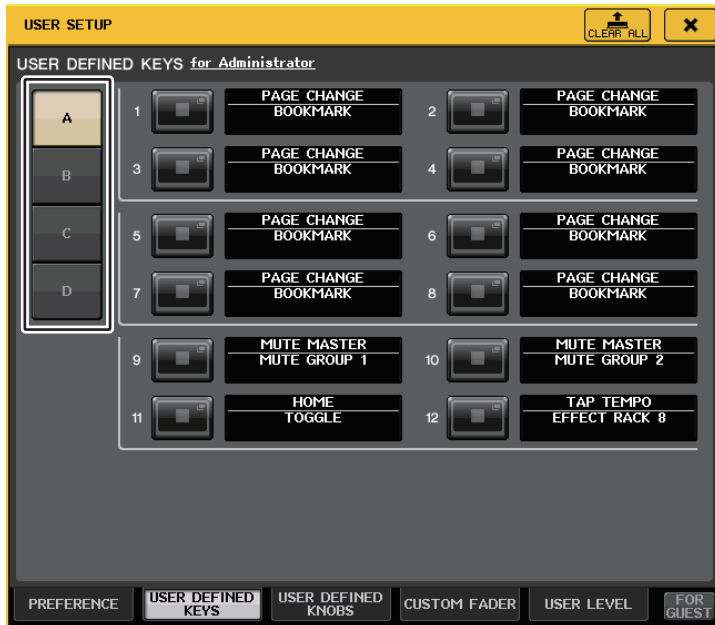 USER SETUP
CLEAR ALL
USER DEFINED KEYS for Administrator
A
B
C
D
1
PAGE CHANGE
BOOKMARK
2
PAGE CHANGE
BOOKMARK
3
PAGE CHANGE
BOOKMARK
4
PAGE CHANGE
BOOKMARK
5
PAGE CHANGE
BOOKMARK
6
PAGE CHANGE
BOOKMARK
7
PAGE CHANGE
BOOKMARK
8
PAGE CHANGE
BOOKMARK
9
MUTE MASTER
MUTE GROUP 1
10
MUTE MASTER
MUTE GROUP 2
11
HOME
TOGGLE
12
TAP TEMPO
EFFECT RACK 8
PREFERENCE
USER DEFINED
KEYS
USER DEFINED
KNOBS
CUSTOM FADER
USER LEVEL
FOR
GUEST